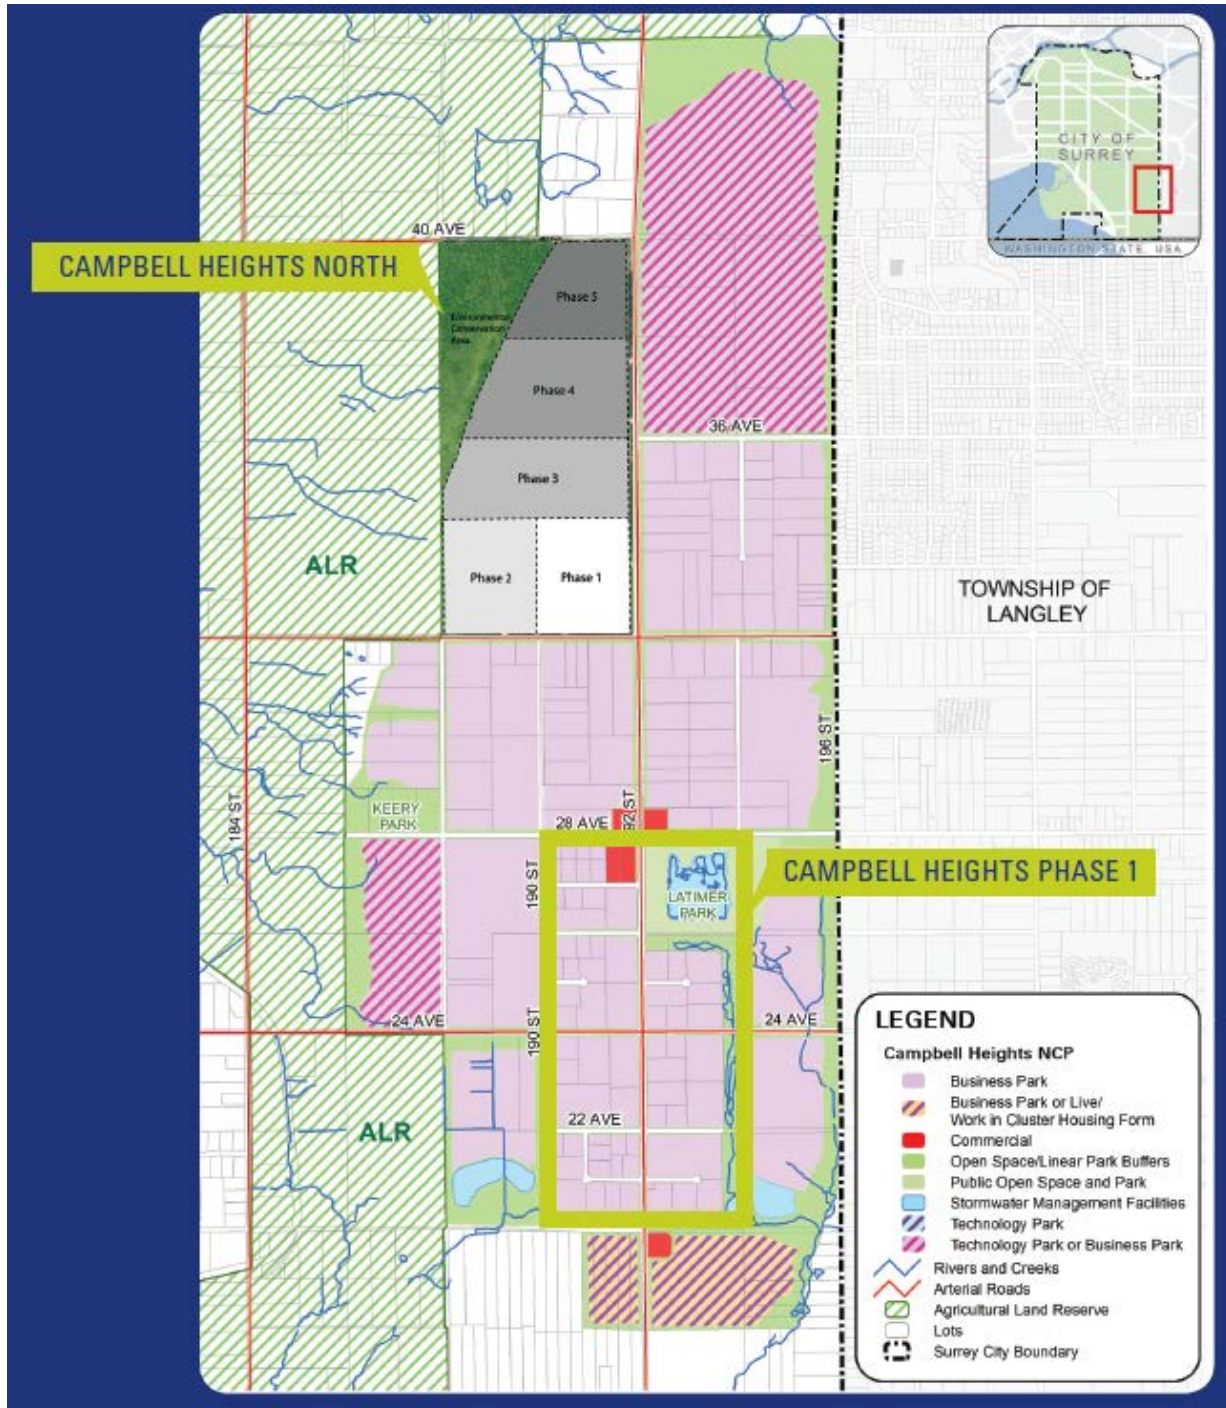 CITY OF
SURREY
WASHINGTON STATE, USA
40 AVE
CAMPBELL HEIGHTS NORTH
Phase 5
Environmental
Conservation
Area
Phase 4
36 AVE
Phase 3
ALR
Phase 2
Phase 1
TOWNSHIP OF
LANGLEY
196 ST
184 ST
KEERY
PARK
28 AVE
92 ST
190 ST
LATIMER
PARK
CAMPBELL HEIGHTS PHASE 1
24 AVE
190 ST
24 AVE
22 AVE
ALR
LEGEND
Campbell Heights NCP
Business Park
Business Park or Live/
Work in Cluster Housing Form
Commercial
Open Space/Linear Park Buffers
Public Open Space and Park
Stormwater Management Facilities
Technology Park
Technology Park or Business Park
Rivers and Creeks
Arterial Roads
Agricultural Land Reserve
Lots
Surrey City Boundary